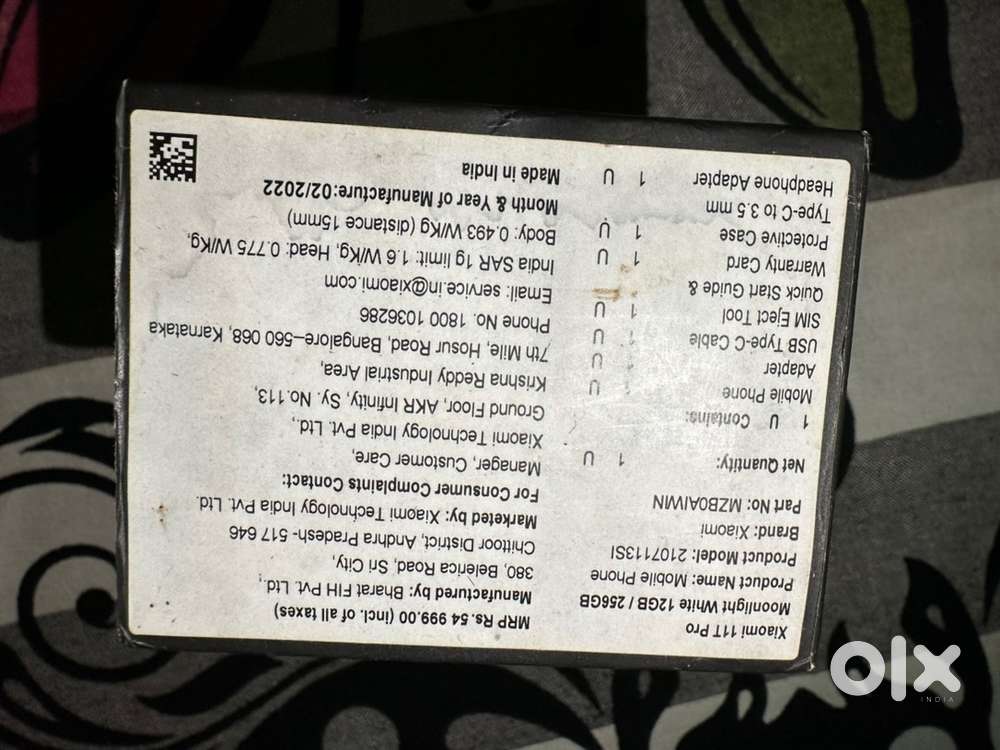 Xiaomi 11T Pro
Moonlight White 12GB / 256GB
Product Name: Mobile Phone
Product Model: 2107113SI
Brand: Xiaomi
Part No: MZB0AIWIN
Net Quantity: 1 U
1 U Contains:
Mobile Phone 1 U
Adapter 1 U
USB Type-C Cable 1 U
SIM Eject Tool 1 U
Quick Start Guide &
Warranty Card 1 U
Protective Case 1 U
Type-C to 3.5 mm
Headphone Adapter 1 U
MRP Rs. 54 999.00 (incl. of all taxes)
Manufactured by: Bharat FIH Pvt. Ltd.,
380, Belerica Road, Sri City,
Chittoor District, Andhra Pradesh- 517 646
Marketed by: Xiaomi Technology India Pvt. Ltd.
For Consumer Complaints Contact:
Manager, Customer Care,
Xiaomi Technology India Pvt. Ltd.,
Ground Floor, AKR Infinity, Sy. No.113,
Krishna Reddy Industrial Area,
7th Mile, Hosur Road, Bangalore–560 068, Karnataka
Phone No. 1800 1036286
Email: service.in@xiaomi.com
India SAR 1g limit: 1.6 W/Kg, Head: 0.775 W/Kg,
Body: 0.493 W/Kg (distance 15mm)
Month & Year of Manufacture:02/2022
Made in India
olx
INDIA